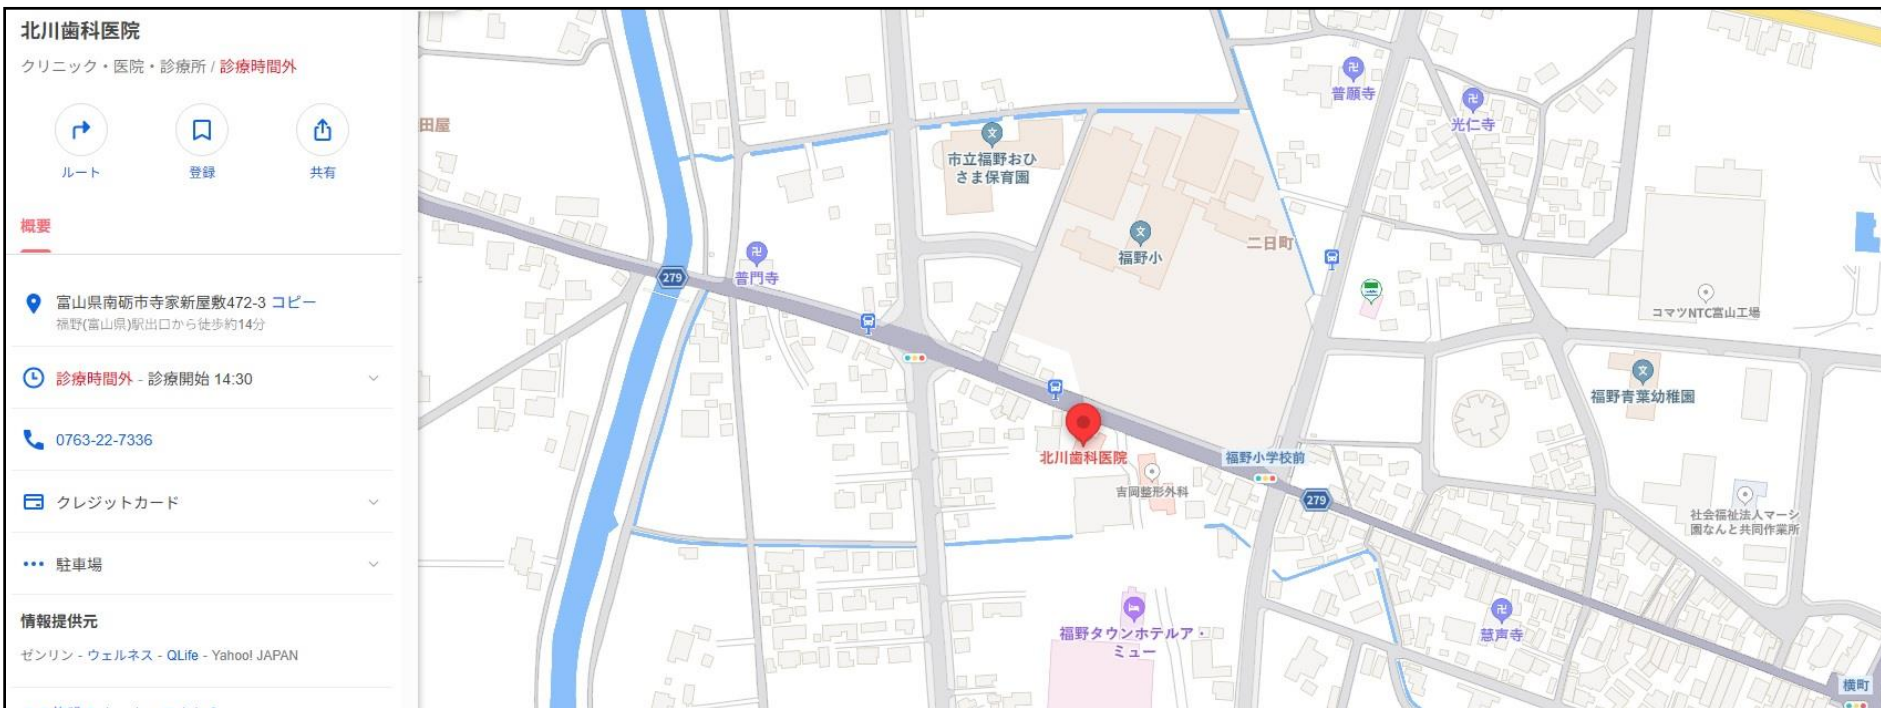 北川歯科医院
クリニック・医院・診療所 / 診療時間外
ルート
登録
共有
概要
富山県南砺市寺家新屋敷472-3 コピー
福野(富山県)駅出口から徒歩約14分
診療時間外 - 診療開始 14:30
0763-22-7336
クレジットカード
駐車場
情報提供元
ゼンリン - ウェルネス - QLife - Yahoo! JAPAN
田屋
279
普門寺
市立福野おひ
さま保育園
福野小
二日町
普願寺
光仁寺
コマツNTC富山工場
福野青葉幼稚園
北川歯科医院
吉岡整形外科
福野小学校前
279
社会福祉法人マーシ
園なんと共同作業所
福野タウンホテルア・
ミュー
慧声寺
横町